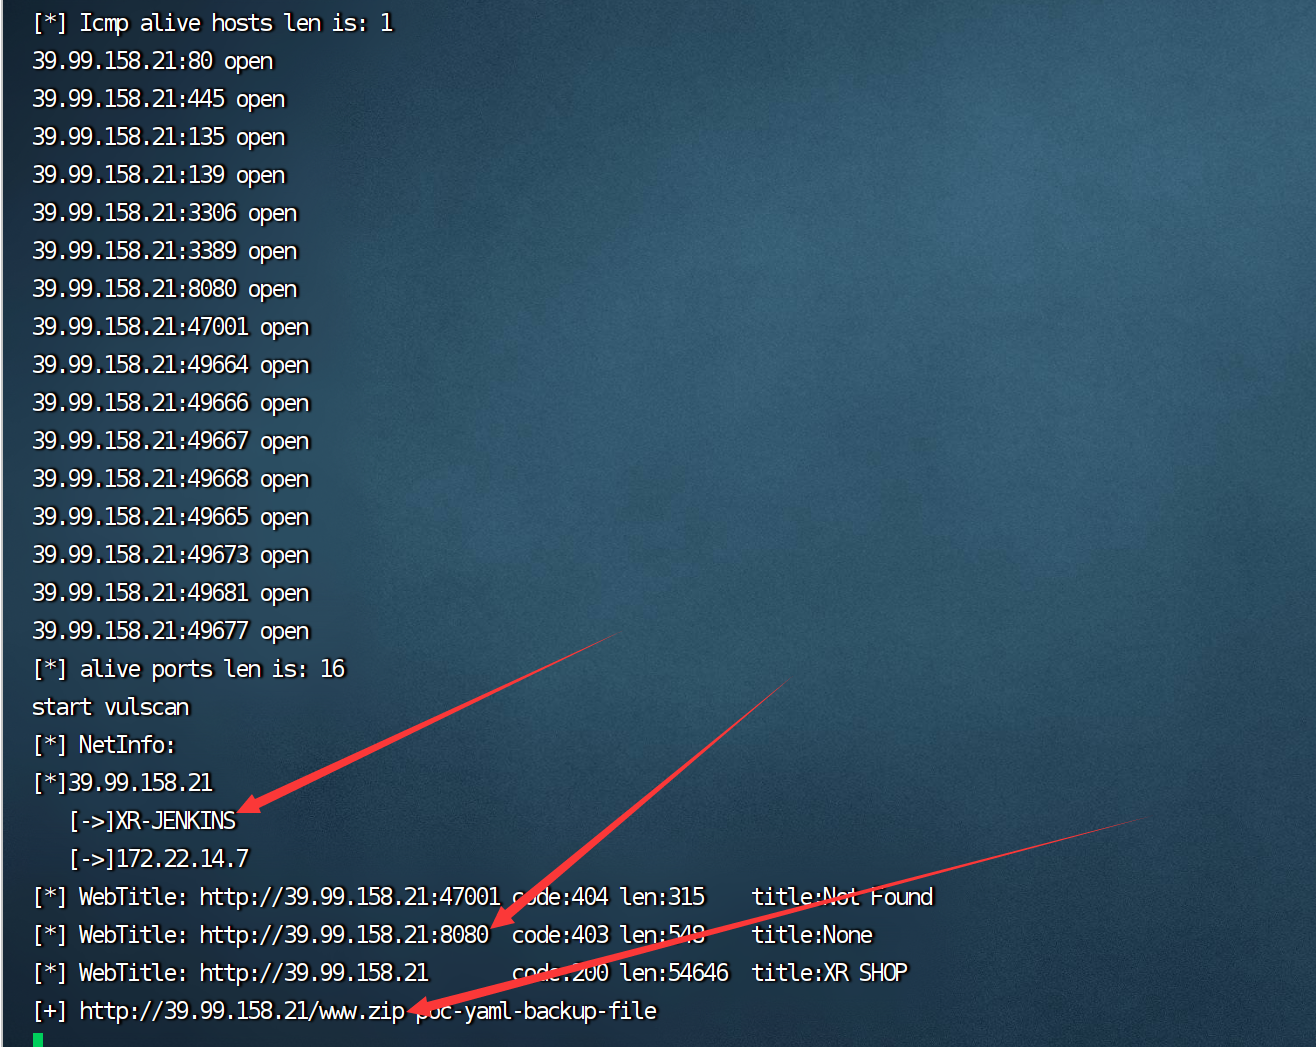 [*] Icmp alive hosts len is: 1
39.99.158.21:80 open
39.99.158.21:445 open
39.99.158.21:135 open
39.99.158.21:139 open
39.99.158.21:3306 open
39.99.158.21:3389 open
39.99.158.21:8080 open
39.99.158.21:47001 open
39.99.158.21:49664 open
39.99.158.21:49666 open
39.99.158.21:49667 open
39.99.158.21:49668 open
39.99.158.21:49665 open
39.99.158.21:49673 open
39.99.158.21:49681 open
39.99.158.21:49677 open
[*] alive ports len is: 16
start vulscan
[*] NetInfo:
[*]39.99.158.21
   [->]XR-JENKINS
   [->]172.22.14.7
[*] WebTitle: http://39.99.158.21:47001 code:404 len:315    title:Not Found
[*] WebTitle: http://39.99.158.21:8080  code:403 len:548    title:None
[*] WebTitle: http://39.99.158.21       code:200 len:54646  title:XR SHOP
[+] http://39.99.158.21/www.zip poc-yaml-backup-file